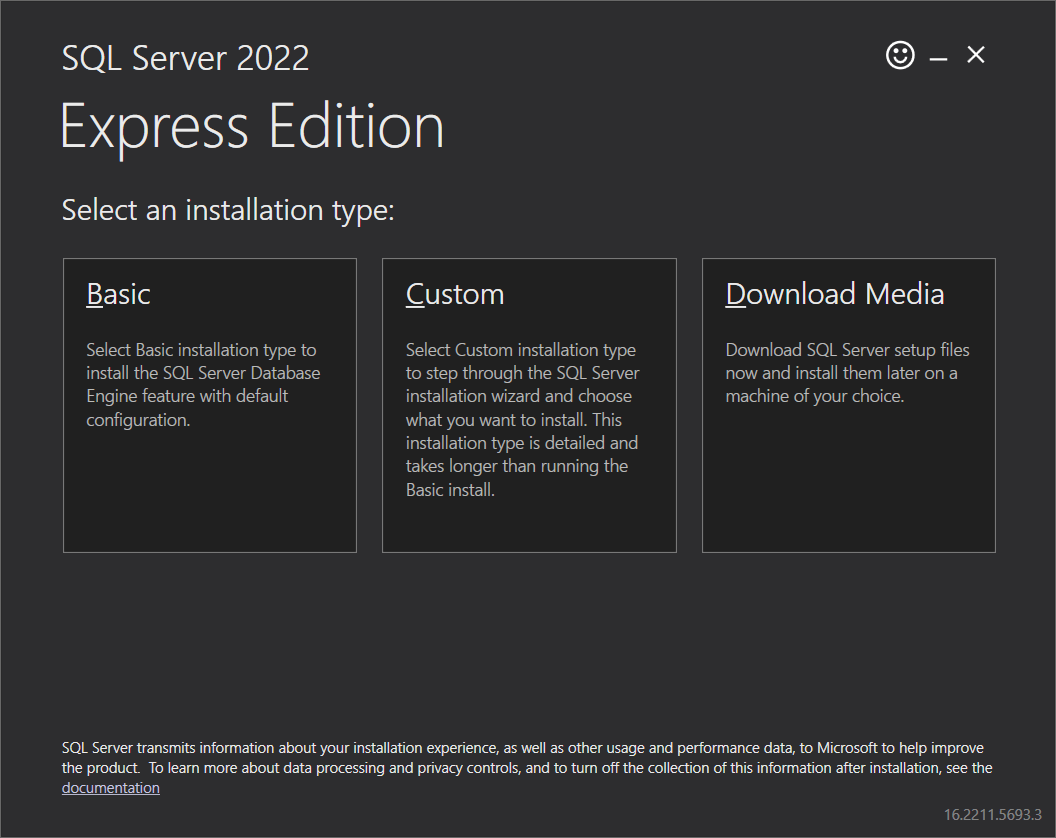 SQL Server 2022
Express Edition
Select an installation type:
Basic
Select Basic installation type to
install the SQL Server Database
Engine feature with default
configuration.
Custom
Select Custom installation type
to step through the SQL Server
installation wizard and choose
what you want to install. This
installation type is detailed and
takes longer than running the
Basic install.
Download Media
Download SQL Server setup files
now and install them later on a
machine of your choice.
SQL Server transmits information about your installation experience, as well as other usage and performance data, to Microsoft to help improve
the product.  To learn more about data processing and privacy controls, and to turn off the collection of this information after installation, see the
documentation
16.2211.5693.3